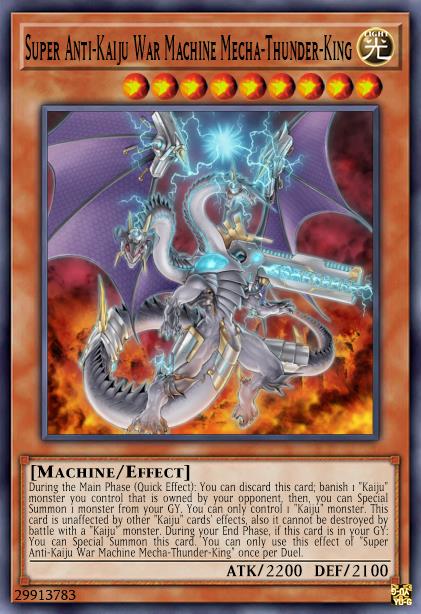 Super Anti-Kaiju War Machine Mecha-Thunder-King
LIGHT
光
[Machine/Effect]
During the Main Phase (Quick Effect): You can discard this card; banish 1 "Kaiju"
monster you control that is owned by your opponent, then, you can Special
Summon 1 monster from your GY. You can only control 1 "Kaiju" monster. This
card is unaffected by other "Kaiju" cards' effects, also it cannot be destroyed by
battle with a "Kaiju" monster. During your End Phase, if this card is in your GY:
You can Special Summon this card. You can only use this effect of "Super
Anti-Kaiju War Machine Mecha-Thunder-King" once per Duel.
ATK/2200 DEF/2100
29913783